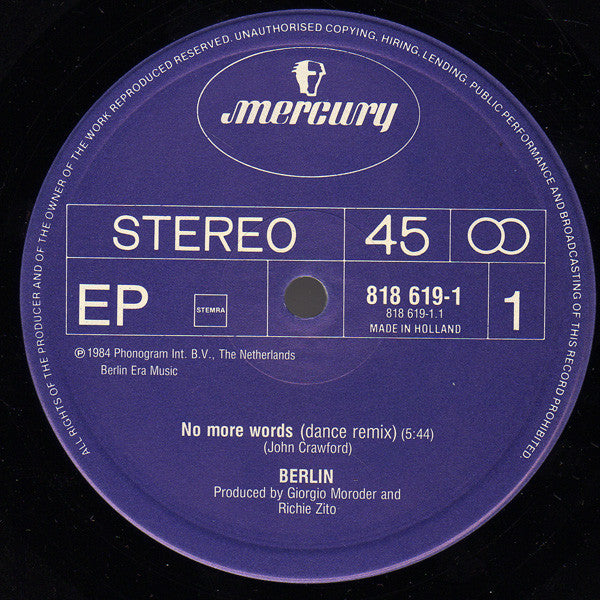 ALL RIGHTS OF THE PRODUCER AND OF THE OWNER OF THE WORK REPRODUCED RESERVED. UNAUTHORISED COPYING, HIRING, LENDING, PUBLIC PERFORMANCE AND BROADCASTING OF THIS RECORD PROHIBITED.
mercury
STEREO 45
EP STEMRA 818 619-1 1
818 619-1.1
MADE IN HOLLAND
℗ 1984 Phonogram Int. B.V., The Netherlands
Berlin Era Music
No more words (dance remix) (5:44)
(John Crawford)
BERLIN
Produced by Giorgio Moroder and
Richie Zito